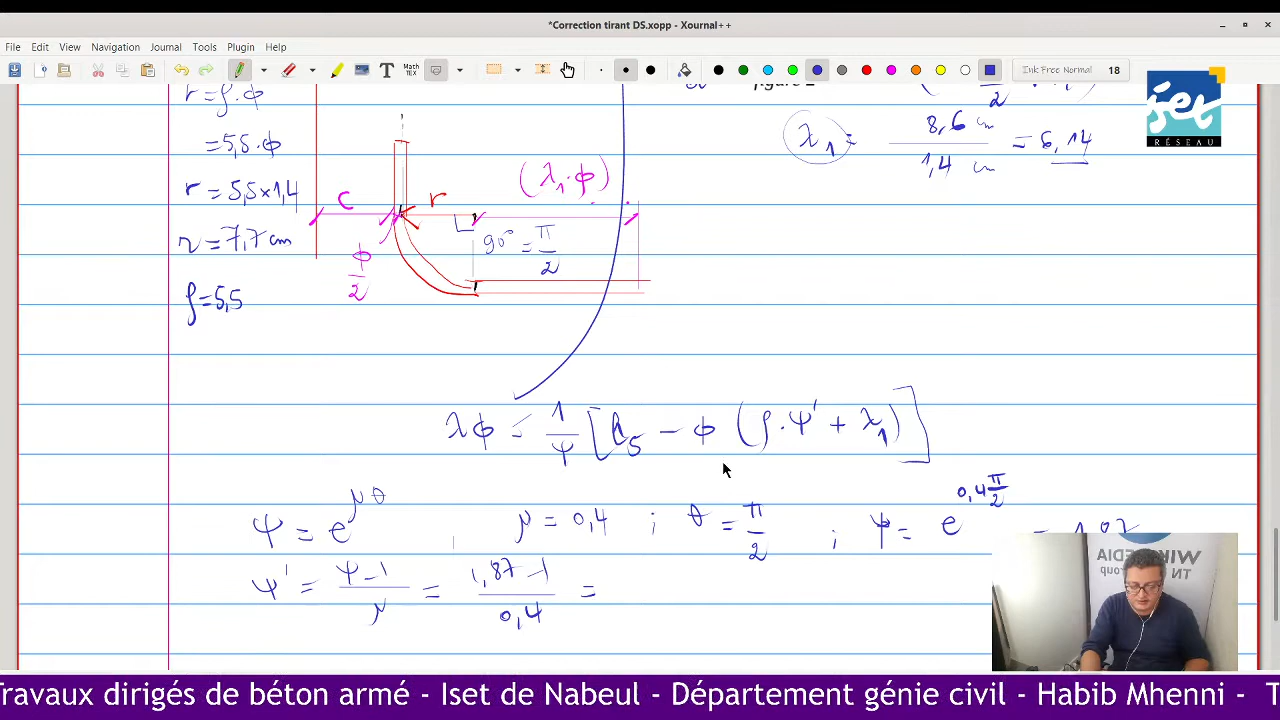 *Correction tirant DS.xopp - Xournal++
File Edit View Navigation Journal Tools Plugin Help
Ink Free Normal 18
iset
RÉSEAU
r = ρ.ϕ
= 5,5.ϕ
r = 5,5×1,4
r = 7,7 cm
ρ = 5,5
C
r
(λ1.ϕ)
ϕ/2
90° = π/2
λ1 = 8,6 cm / 1,4 cm = 6,14
λϕ ≤ 1/Ψ [ls - ϕ (ρ.Ψ' + λ1)]
Ψ = e^μθ ; μ = 0,4 ; θ = π/2 ; Ψ = e^0,4 π/2 = 1,87
Ψ' = Ψ-1 / μ = 1,87-1 / 0,4 =
Travaux dirigés de béton armé - Iset de Nabeul - Département génie civil - Habib Mhenni - T